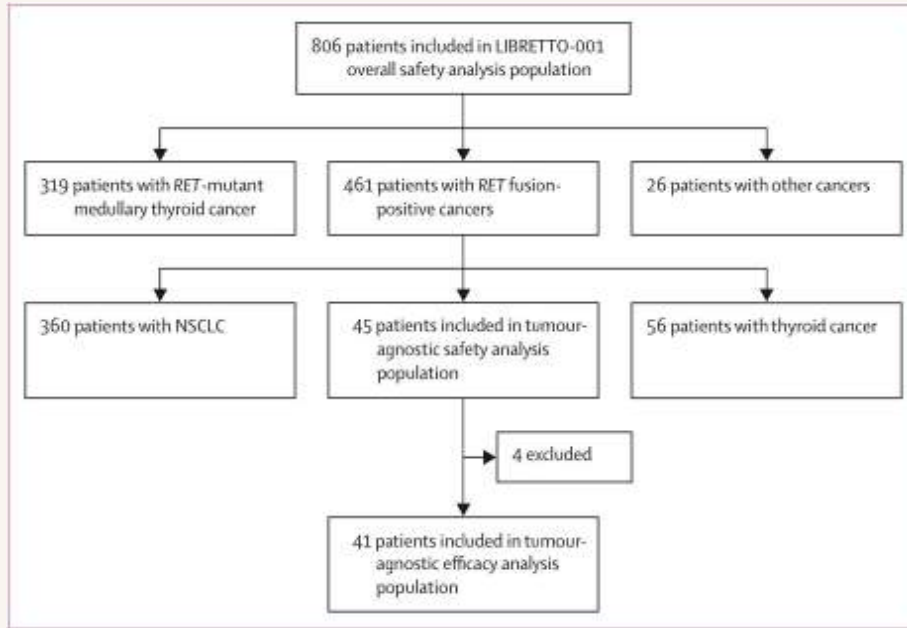 806 patients included in LIBRETTO-001
overall safety analysis population
319 patients with RET-mutant
medullary thyroid cancer
461 patients with RET fusion-
positive cancers
26 patients with other cancers
360 patients with NSCLC
45 patients included in tumour-
agnostic safety analysis
population
56 patients with thyroid cancer
4 excluded
41 patients included in tumour-
agnostic efficacy analysis
population